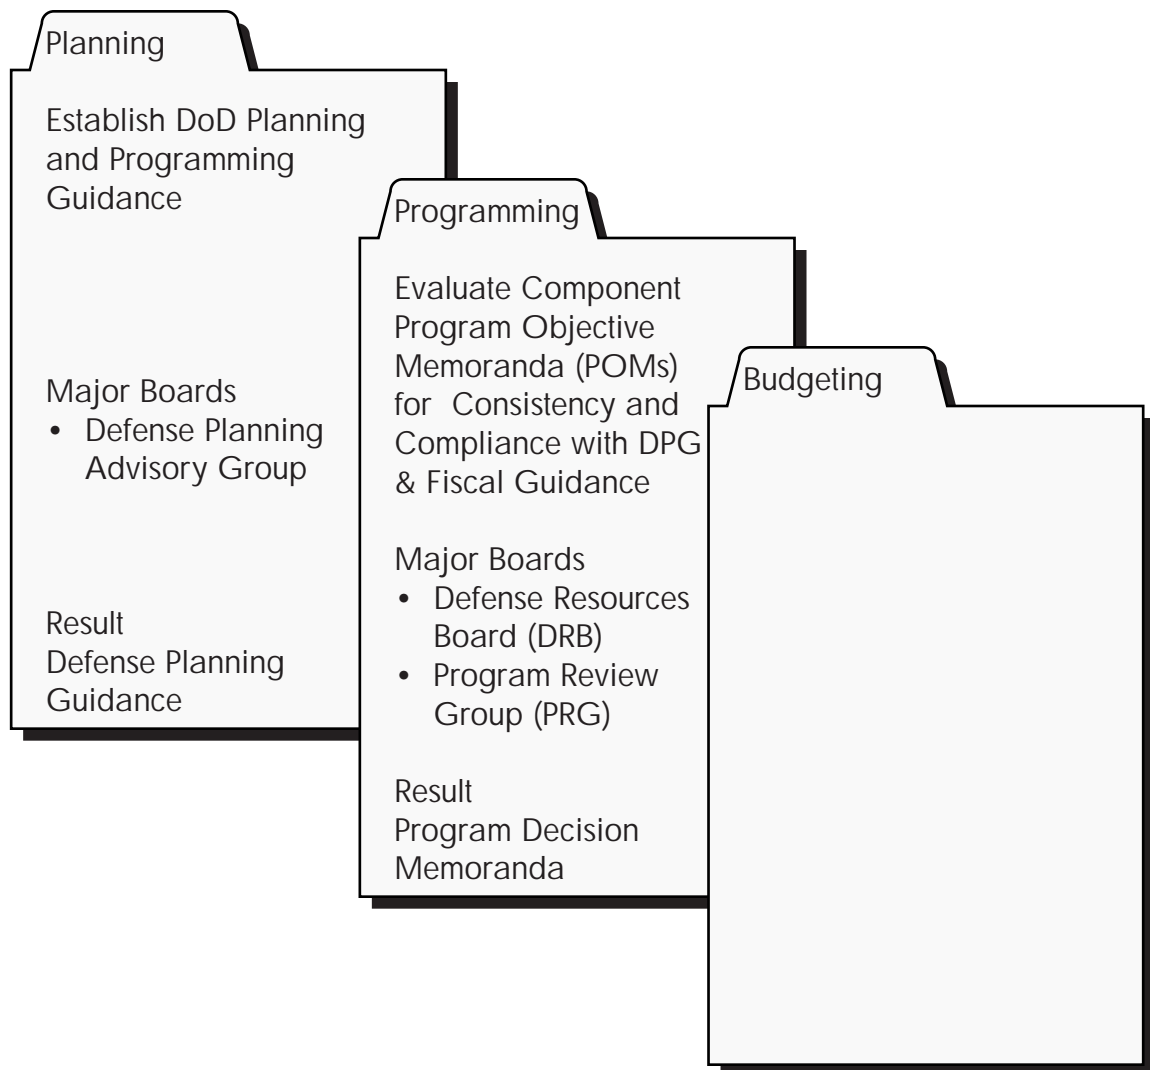 Planning
Establish DoD Planning
and Programming
Guidance
Major Boards
• Defense Planning
Advisory Group
Result
Defense Planning
Guidance
Programming
Evaluate Component
Program Objective
Memoranda (POMs)
for Consistency and
Compliance with DPG
& Fiscal Guidance
Major Boards
• Defense Resources
Board (DRB)
• Program Review
Group (PRG)
Result
Program Decision
Memoranda
Budgeting